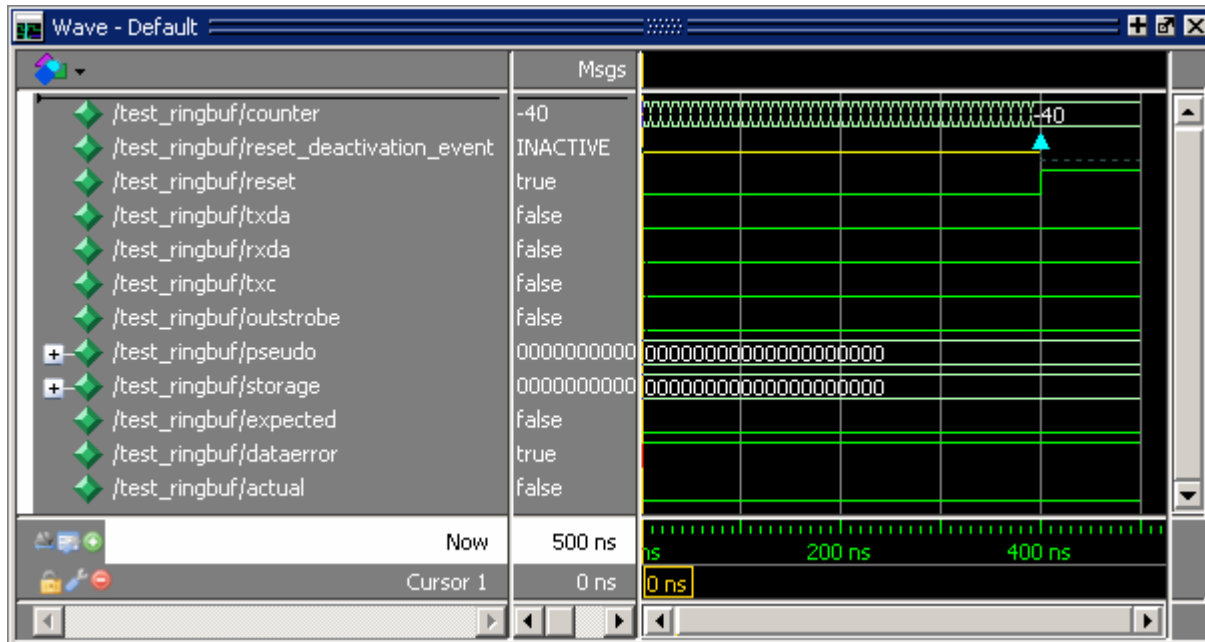 Wave - Default
Msgs
/test_ringbuf/counter -40 -40
/test_ringbuf/reset_deactivation_event INACTIVE
/test_ringbuf/reset true
/test_ringbuf/txda false
/test_ringbuf/rxda false
/test_ringbuf/txc false
/test_ringbuf/outstrobe false
/test_ringbuf/pseudo 0000000000 00000000000000000000
/test_ringbuf/storage 0000000000 00000000000000000000
/test_ringbuf/expected false
/test_ringbuf/dataerror true
/test_ringbuf/actual false
Now 500 ns ns 200 ns 400 ns
Cursor 1 0 ns 0 ns